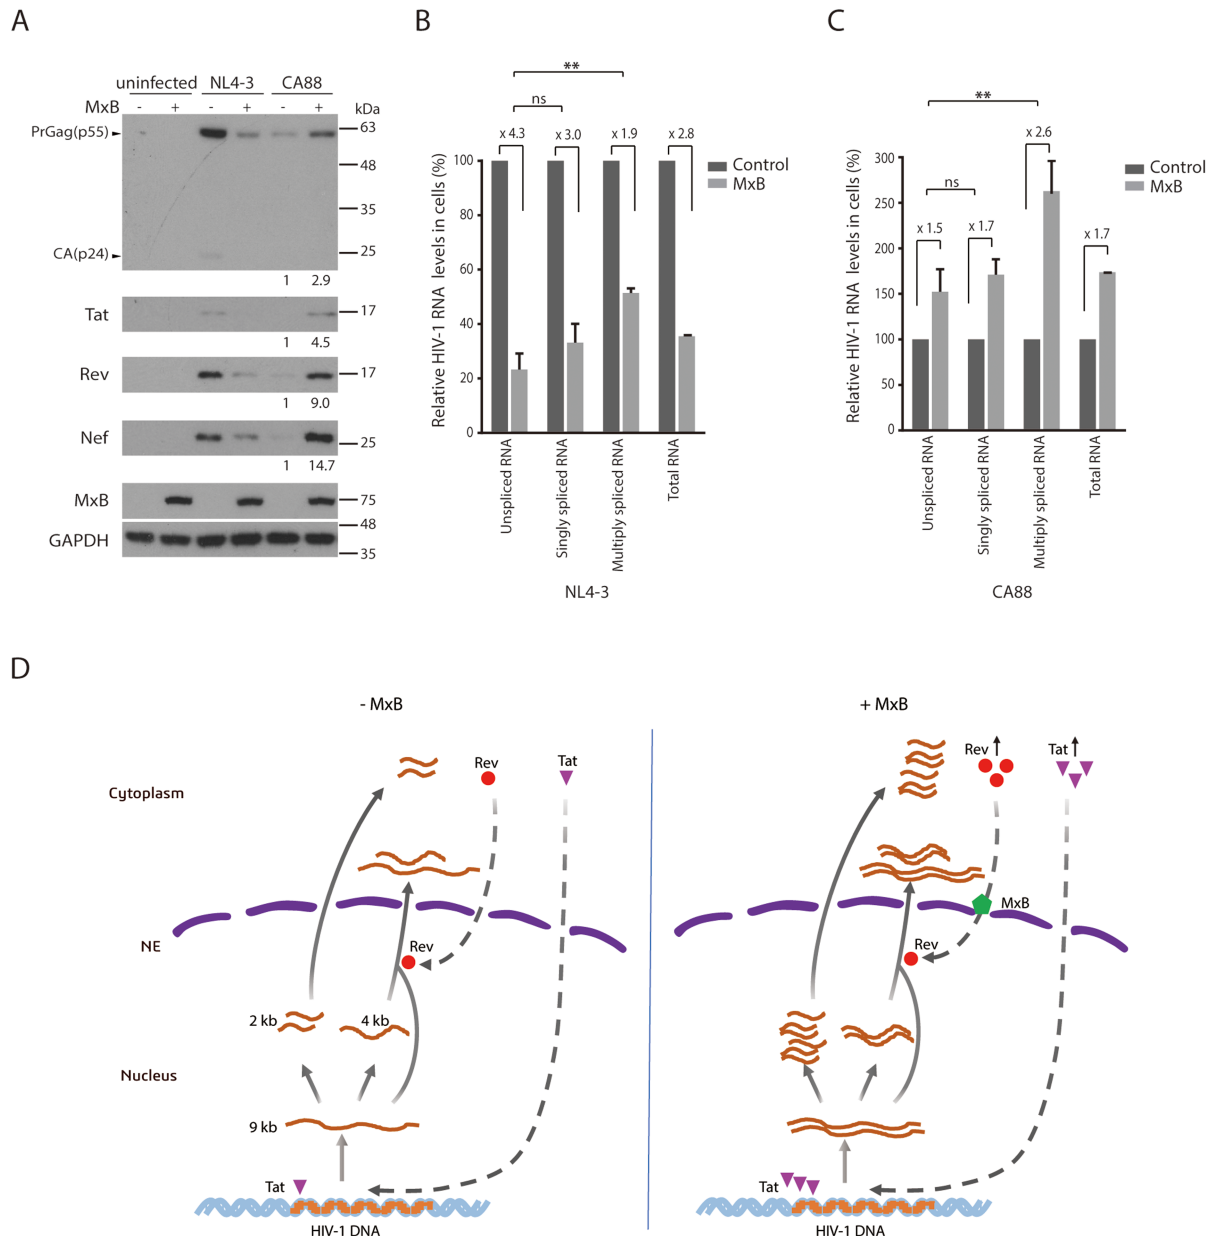 A
uninfected NL4-3 CA88
MxB - + - + - + kDa
PrGag(p55)
63
48
35
CA(p24)
25
1 2.9
Tat
17
1 4.5
Rev
17
1 9.0
Nef
25
1 14.7
MxB
75
GAPDH
48
35
B
**
ns
x 4.3 x 3.0 x 1.9 x 2.8
Control
MxB
Relative HIV-1 RNA levels in cells (%)
100
80
60
40
20
0
Unspliced RNA
Singly spliced RNA
Multiply spliced RNA
Total RNA
NL4-3
C
**
ns
x 1.5 x 1.7 x 2.6 x 1.7
Control
MxB
Relative HIV-1 RNA levels in cells (%)
300
250
200
150
100
50
0
Unspliced RNA
Singly spliced RNA
Multiply spliced RNA
Total RNA
CA88
D
- MxB
Rev
Tat
Cytoplasm
NE
Rev
2 kb
4 kb
Nucleus
9 kb
Tat
HIV-1 DNA
+ MxB
Rev
Tat
MxB
Rev
Tat
HIV-1 DNA